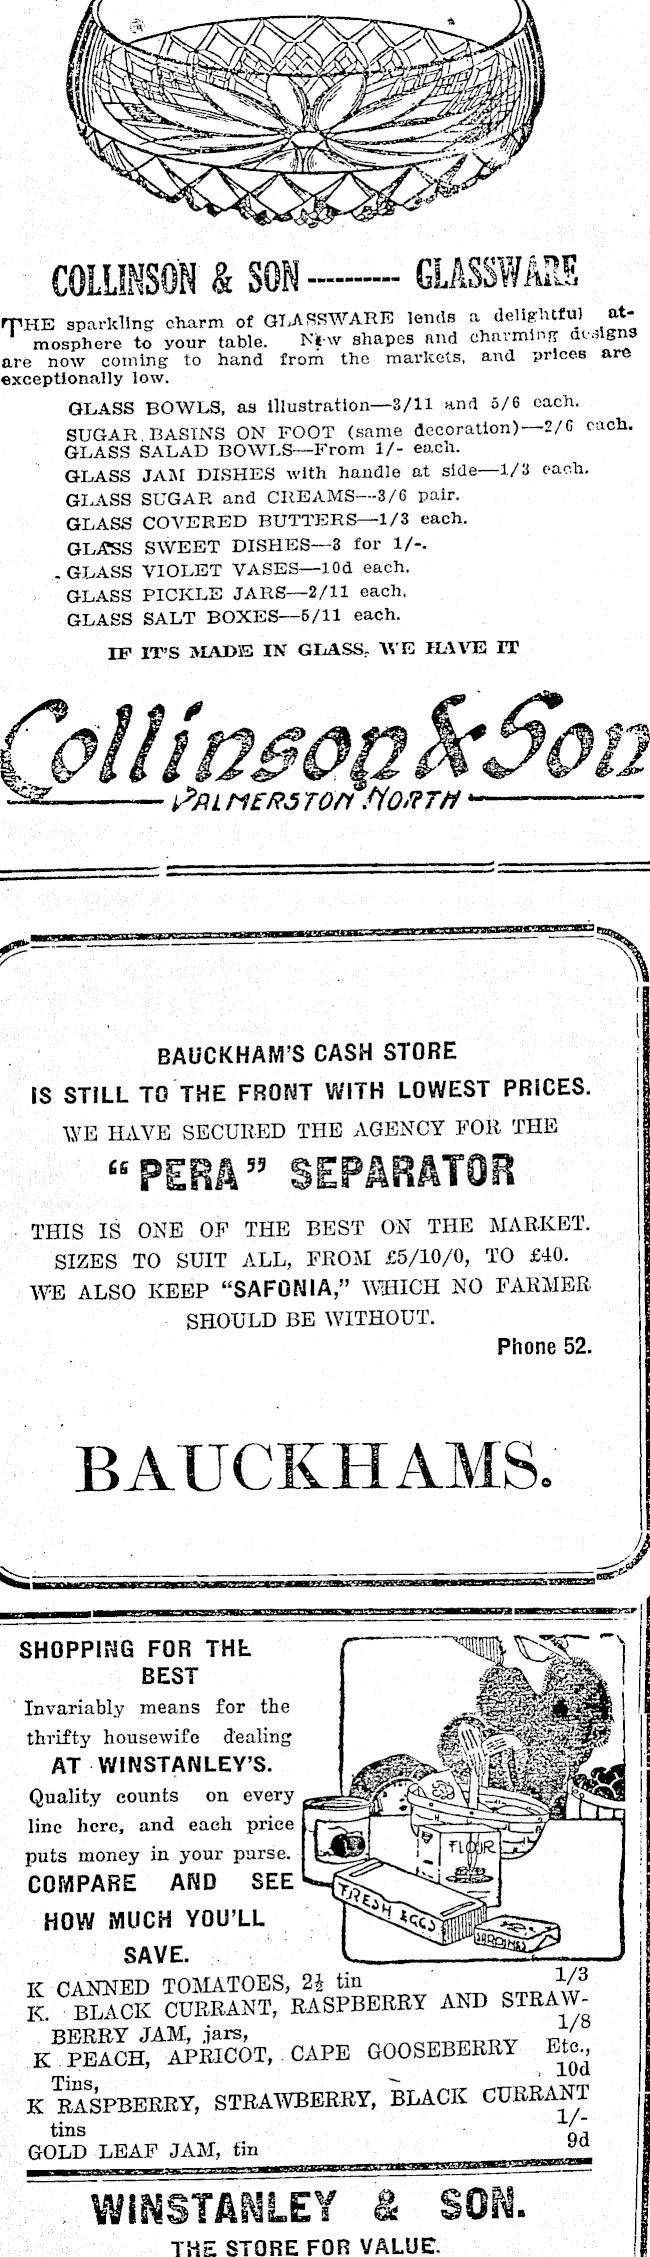 COLLINSON & SON ---------- GLASSWARE
THE sparkling charm of GLASSWARE lends a delightful at-
mosphere to your table. New shapes and charming designs
are now coming to hand from the markets, and prices are
exceptionally low.
GLASS BOWLS, as illustration—3/11 and 5/6 each.
SUGAR BASINS ON FOOT (same decoration)—2/6 each.
GLASS SALAD BOWLS—From 1/- each.
GLASS JAM DISHES with handle at side—1/3 each.
GLASS SUGAR and CREAMS—3/6 pair.
GLASS COVERED BUTTERS—1/3 each.
GLASS SWEET DISHES—3 for 1/-.
GLASS VIOLET VASES—10d each.
GLASS PICKLE JARS—2/11 each.
GLASS SALT BOXES—5/11 each.
IF IT'S MADE IN GLASS, WE HAVE IT
Collinson & Son
PALMERSTON NORTH
BAUCKHAM'S CASH STORE
IS STILL TO THE FRONT WITH LOWEST PRICES.
WE HAVE SECURED THE AGENCY FOR THE
"PERA" SEPARATOR
THIS IS ONE OF THE BEST ON THE MARKET.
SIZES TO SUIT ALL, FROM £5/10/0, TO £40.
WE ALSO KEEP "SAFONIA," WHICH NO FARMER
SHOULD BE WITHOUT.
Phone 52.
BAUCKHAMS.
SHOPPING FOR THE
BEST
Invariably means for the
thrifty housewife dealing
AT WINSTANLEY'S.
Quality counts on every
line here, and each price
puts money in your purse.
COMPARE AND SEE
HOW MUCH YOU'LL
SAVE.
FLOUR
FRESH EGGS
SARDINES
K CANNED TOMATOES, 2½ tin 1/3
K. BLACK CURRANT, RASPBERRY AND STRAW-
BERRY JAM, jars, 1/8
K PEACH, APRICOT, CAPE GOOSEBERRY Etc.,
Tins, 10d
K RASPBERRY, STRAWBERRY, BLACK CURRANT
tins 1/-
GOLD LEAF JAM, tin 9d
WINSTANLEY & SON.
THE STORE FOR VALUE.